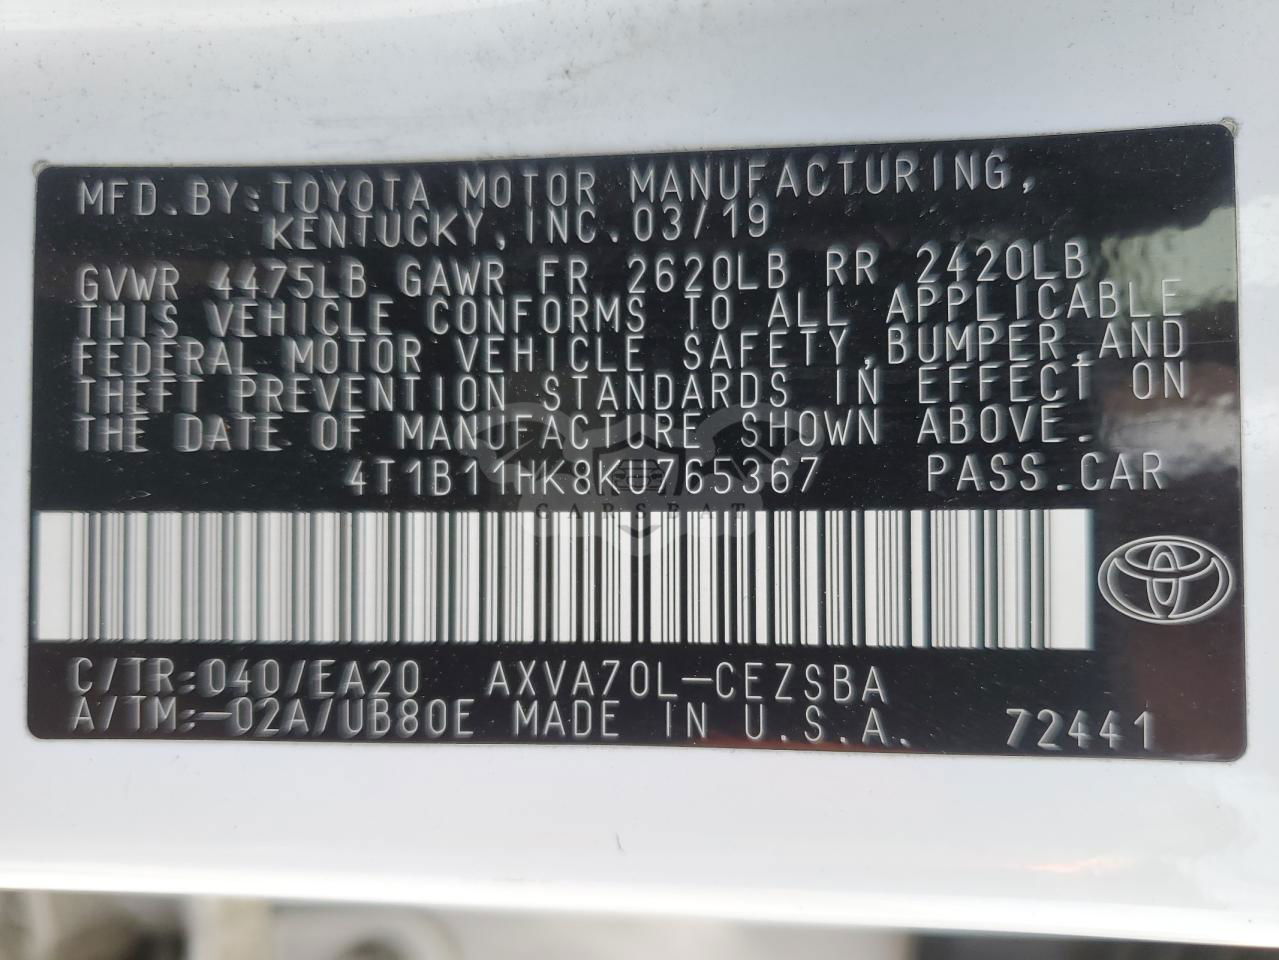 MFD.BY:TOYOTA MOTOR MANUFACTURING,
KENTUCKY,INC.03/19
GVWR 4475LB GAWR FR 2620LB RR 2420LB
THIS VEHICLE CONFORMS TO ALL APPLICABLE
FEDERAL MOTOR VEHICLE SAFETY,BUMPER,AND
THEFT PREVENTION STANDARDS IN EFFECT ON
THE DATE OF MANUFACTURE SHOWN ABOVE.
4T1B11HK8KU765367 PASS.CAR
CARSBAT
C/TR:040/EA20 AXVA70L-CEZSBA
A/TM:-02A/UB80E MADE IN U.S.A. 72441